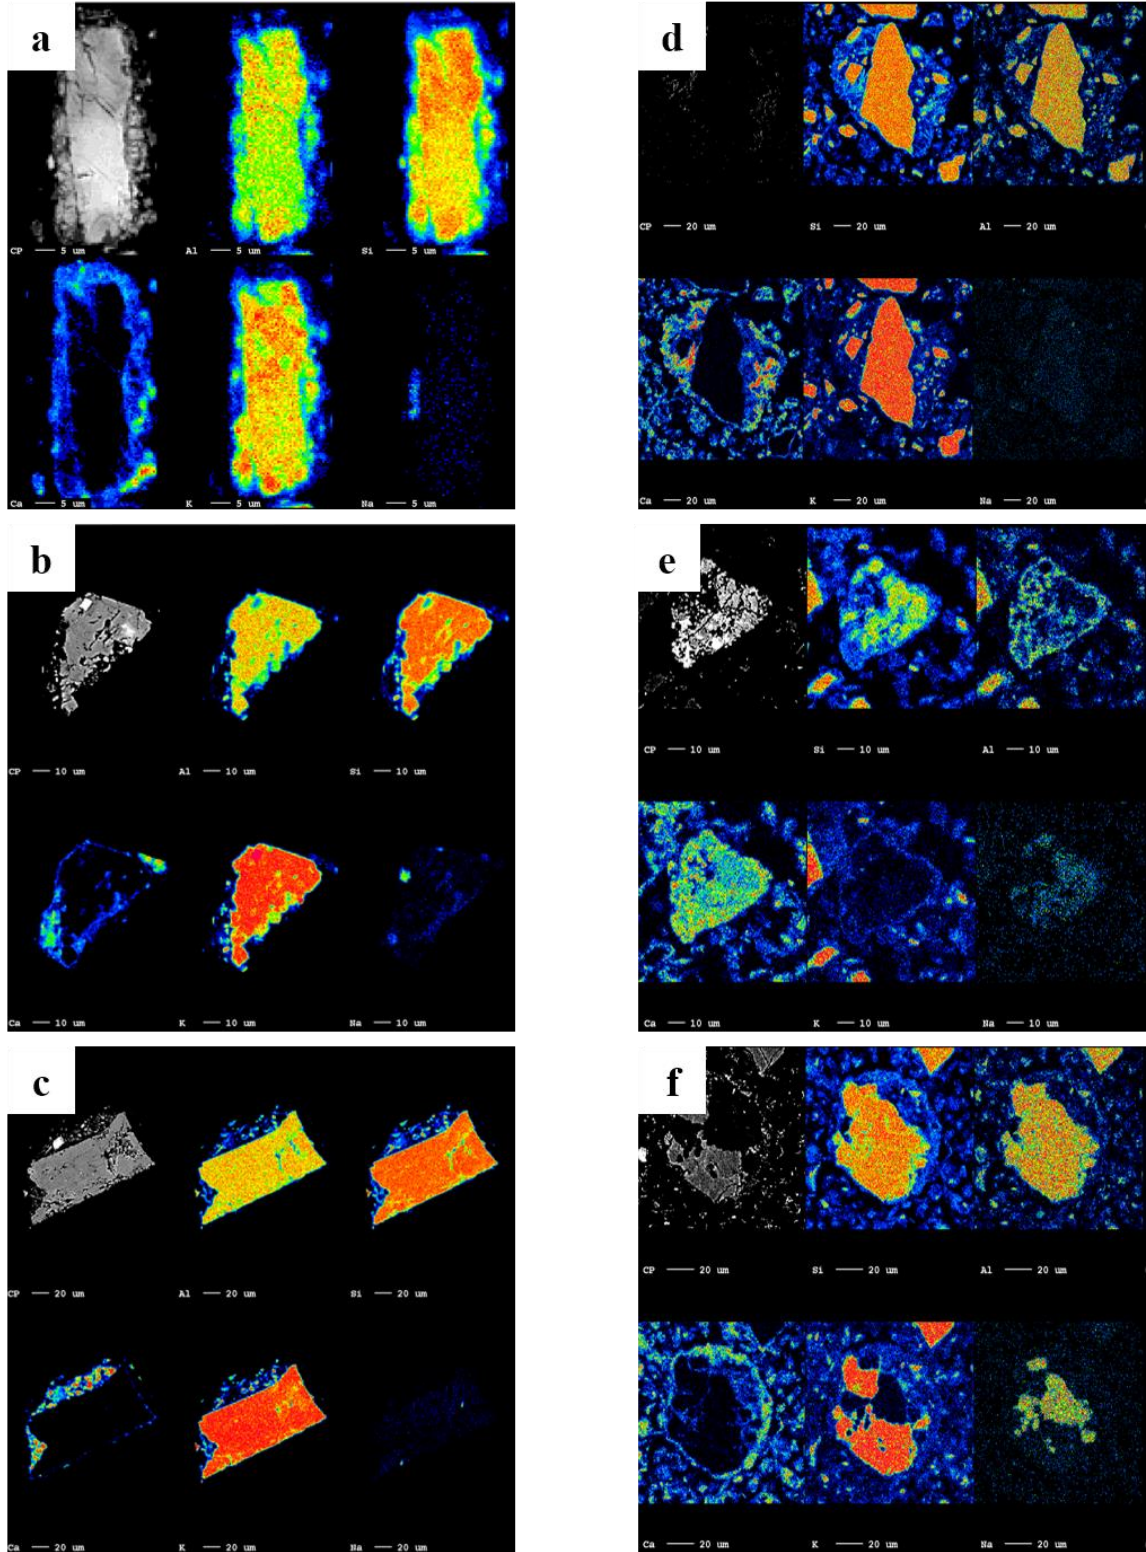 a
CP 5 um Al 5 um Si 5 um
Ca 5 um K 5 um Na 5 um
b
CP 10 um Al 10 um Si 10 um
Ca 10 um K 10 um Na 10 um
c
CP 20 um Al 20 um Si 20 um
Ca 20 um K 20 um Na 20 um
d
CP 20 um Si 20 um Al 20 um
Ca 20 um K 20 um Na 20 um
e
CP 10 um Si 10 um Al 10 um
Ca 10 um K 10 um Na 10 um
f
CP 20 um Si 20 um Al 20 um
Ca 20 um K 20 um Na 20 um